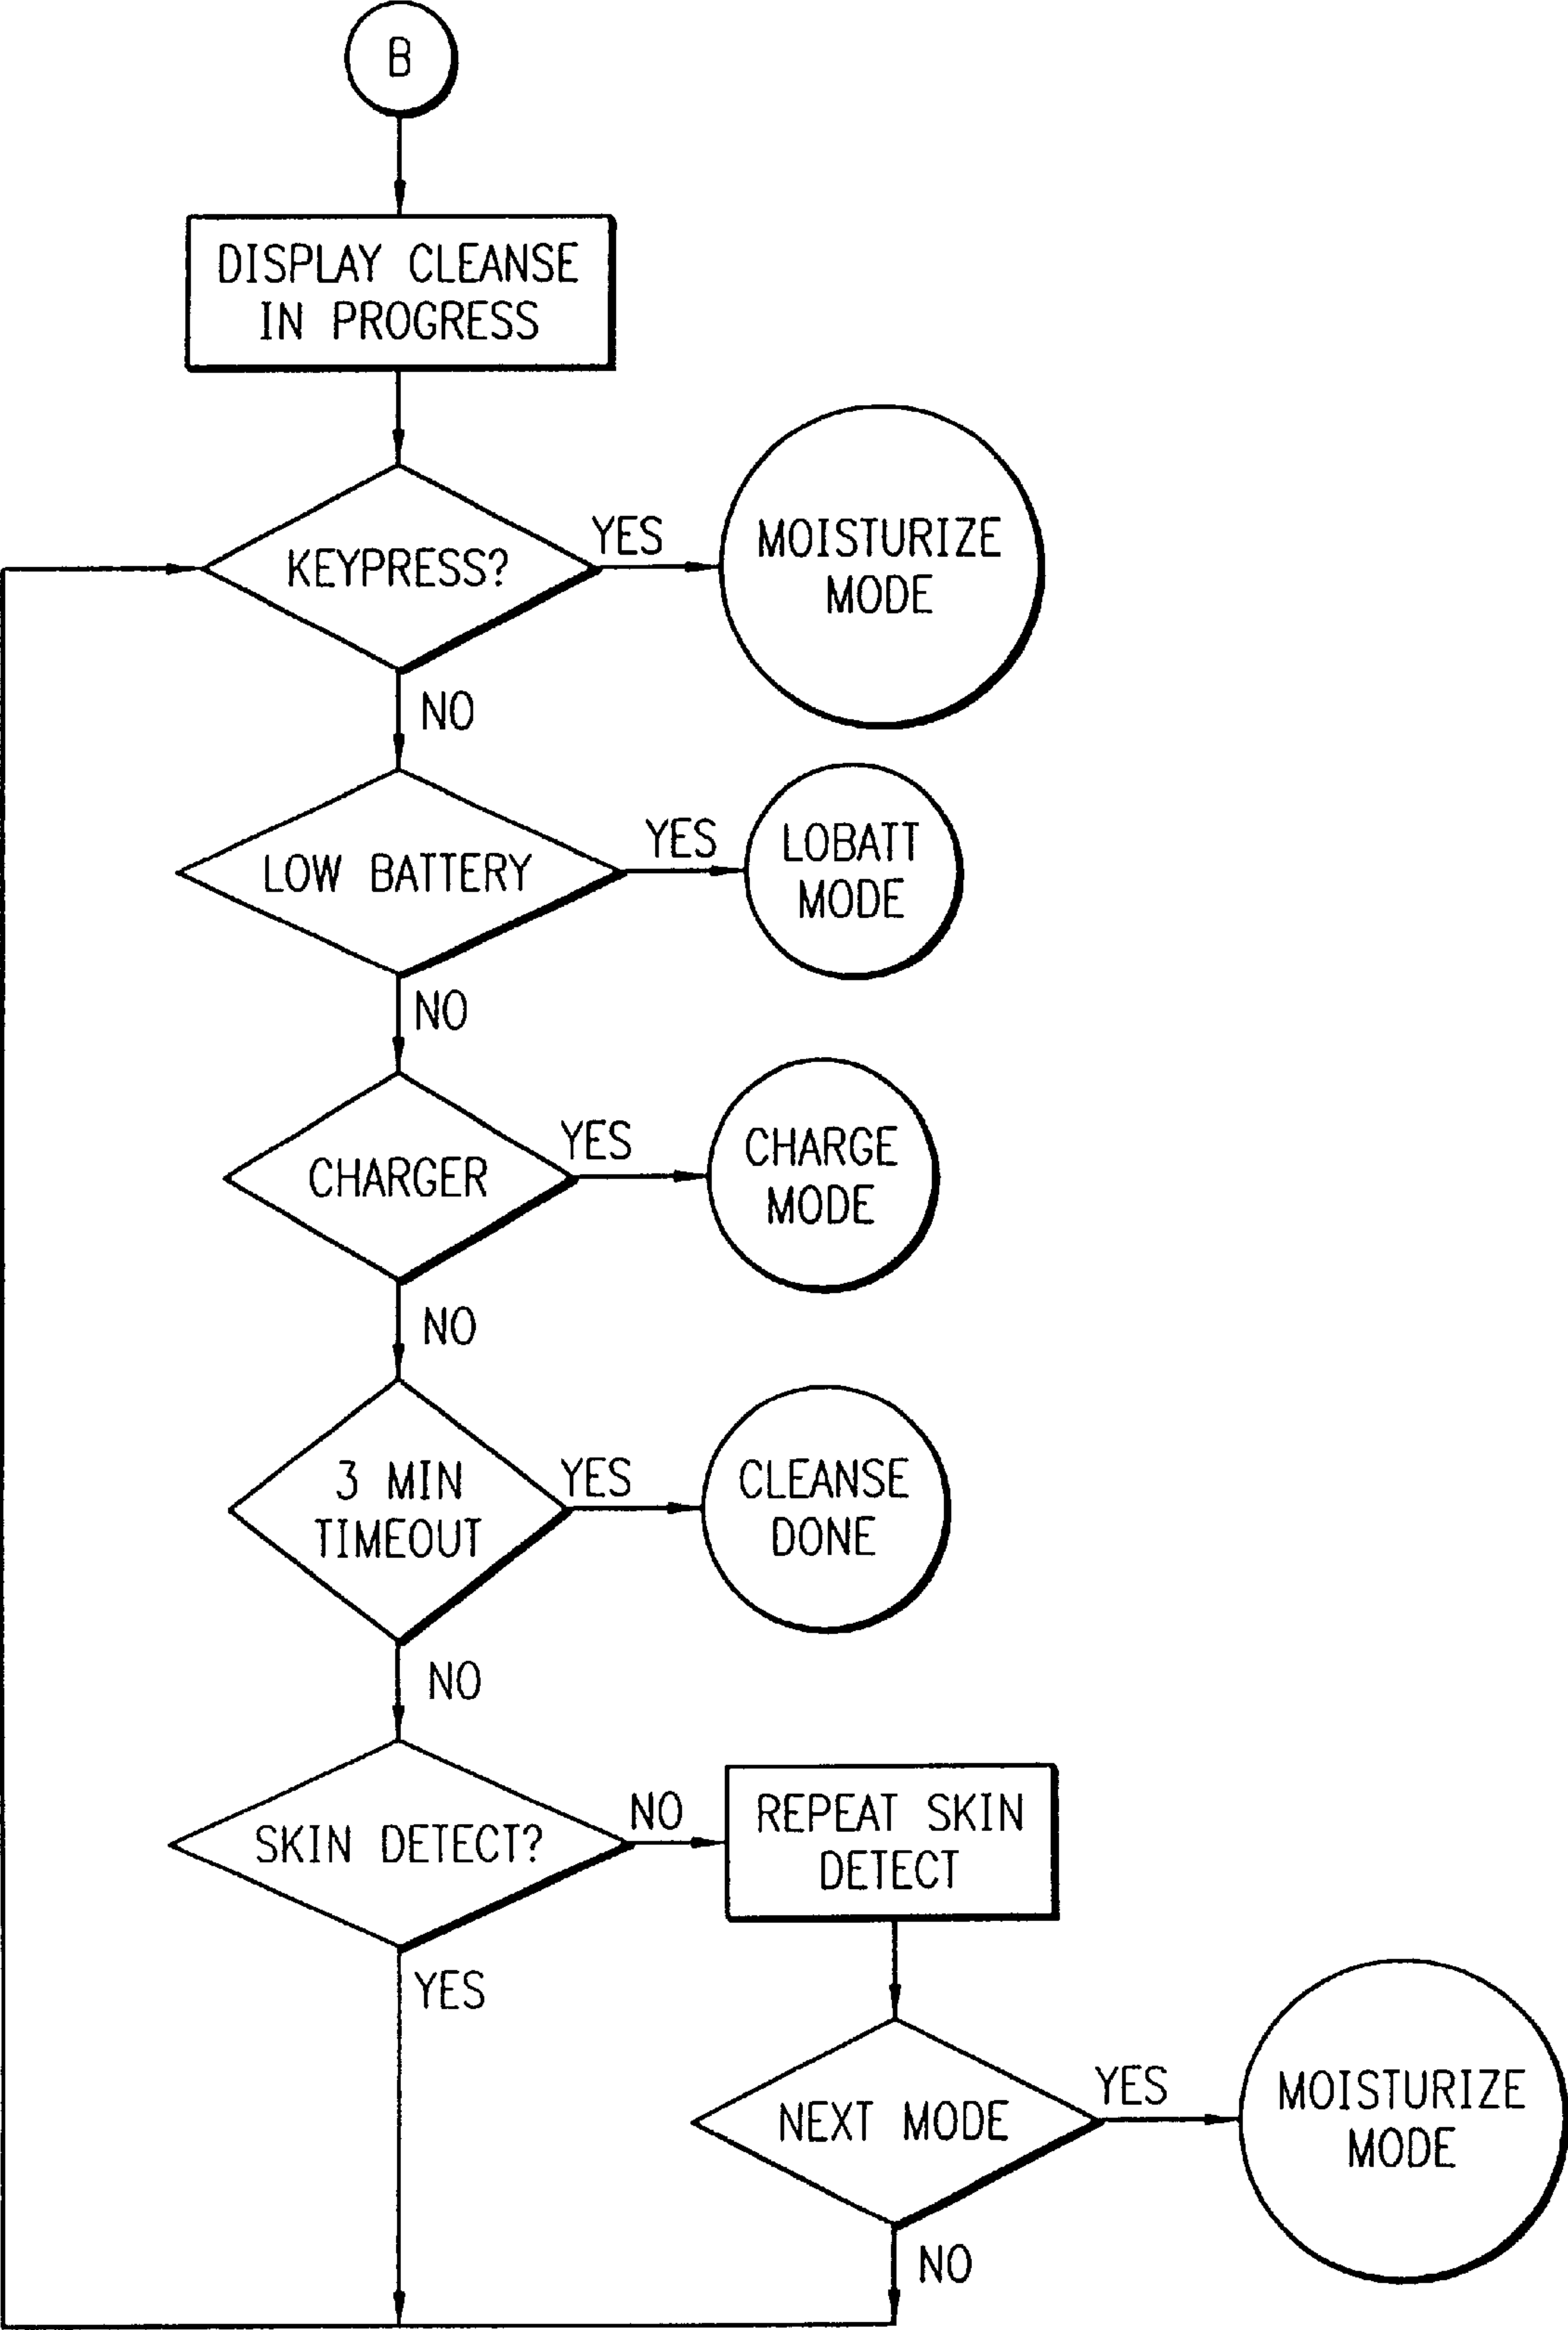 B
DISPLAY CLEANSE
IN PROGRESS
KEYPRESS?
YES
MOISTURIZE
MODE
NO
LOW BATTERY
YES
LOBATT
MODE
NO
CHARGER
YES
CHARGE
MODE
NO
3 MIN
TIMEOUT
YES
CLEANSE
DONE
NO
SKIN DETECT?
NO
REPEAT SKIN
DETECT
YES
NEXT MODE
YES
MOISTURIZE
MODE
NO